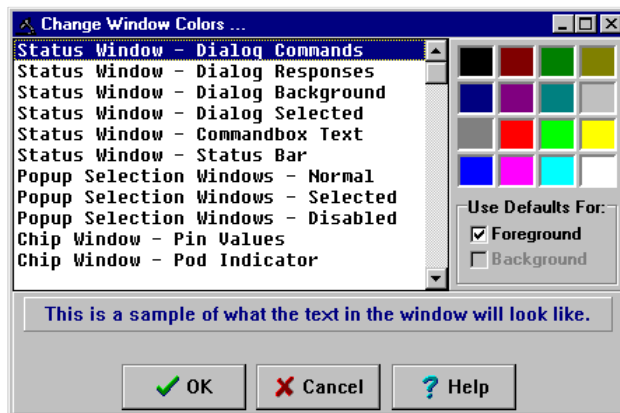 Change Window Colors ...
Status Window - Dialog Commands
Status Window - Dialog Responses
Status Window - Dialog Background
Status Window - Dialog Selected
Status Window - Commandbox Text
Status Window - Status Bar
Popup Selection Windows - Normal
Popup Selection Windows - Selected
Popup Selection Windows - Disabled
Chip Window - Pin Values
Chip Window - Pod Indicator
Use Defaults For:
Foreground
Background
This is a sample of what the text in the window will look like.
OK
Cancel
Help